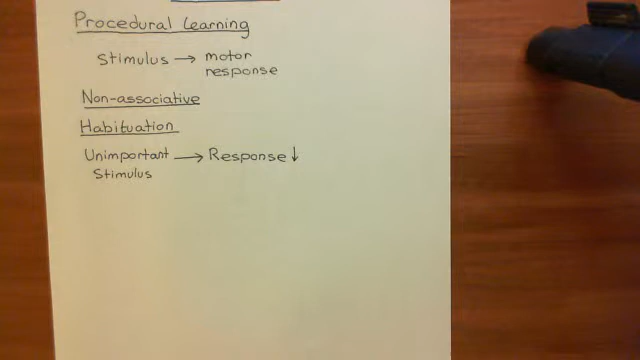 Procedural Learning
Stimulus → motor
response
Non-associative
Habituation
Unimportant → Response ↓
Stimulus